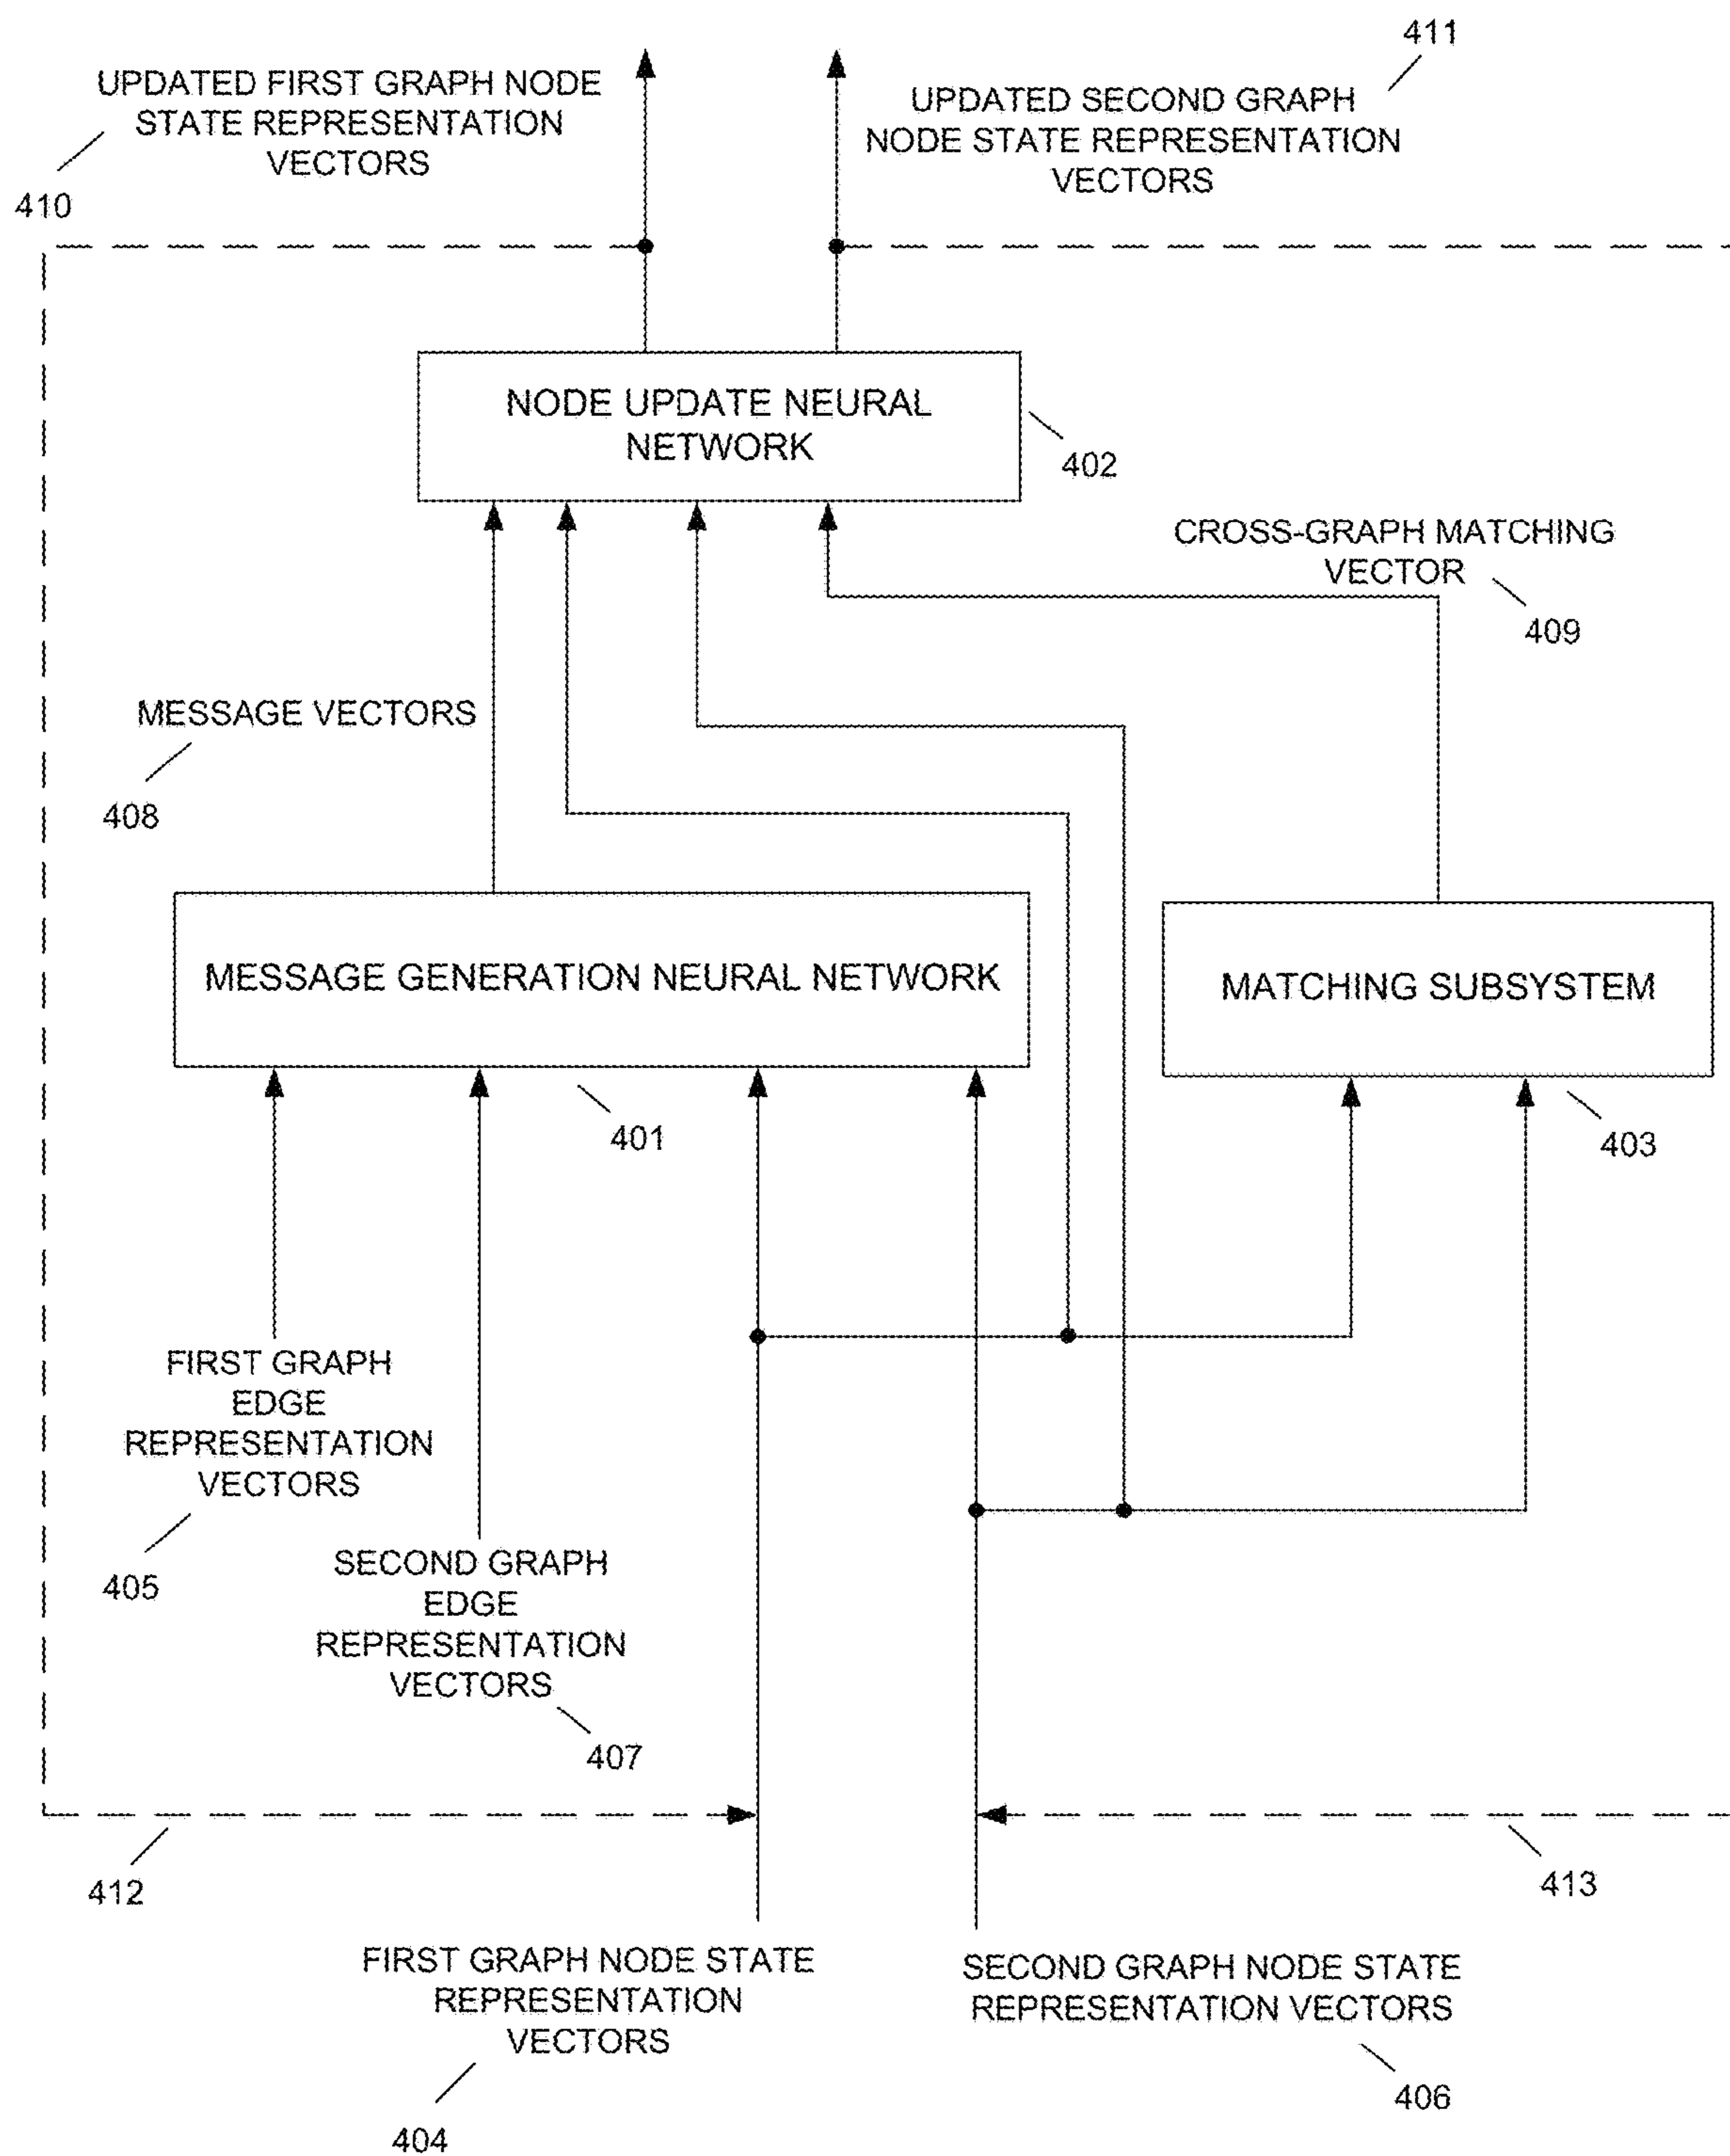 411
UPDATED FIRST GRAPH NODE
STATE REPRESENTATION
VECTORS
410
UPDATED SECOND GRAPH
NODE STATE REPRESENTATION
VECTORS
NODE UPDATE NEURAL
NETWORK
402
CROSS-GRAPH MATCHING
VECTOR
409
MESSAGE VECTORS
408
MESSAGE GENERATION NEURAL NETWORK
401
MATCHING SUBSYSTEM
403
FIRST GRAPH
EDGE
REPRESENTATION
VECTORS
405
SECOND GRAPH
EDGE
REPRESENTATION
VECTORS
407
412
413
FIRST GRAPH NODE STATE
REPRESENTATION
VECTORS
404
SECOND GRAPH NODE STATE
REPRESENTATION VECTORS
406